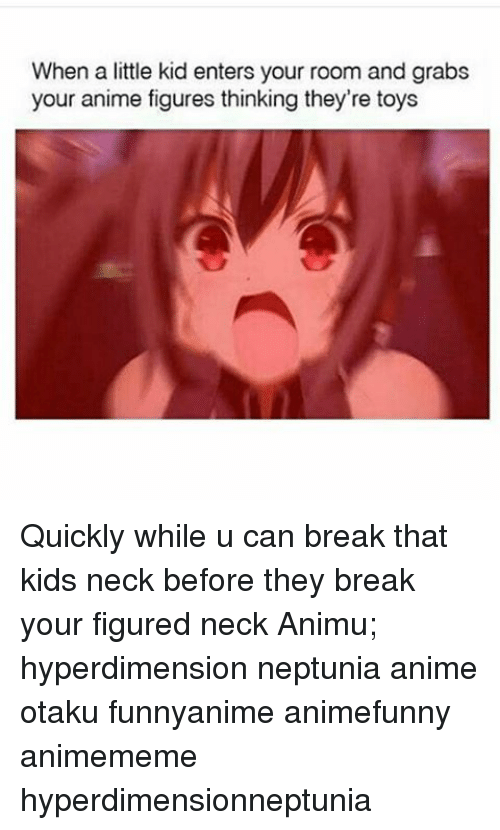 When a little kid enters your room and grabs
your anime figures thinking they're toys
Quickly while u can break that
kids neck before they break
your figured neck Animu;
hyperdimension neptunia anime
otaku funnyanime animefunny
animememe
hyperdimensionneptunia